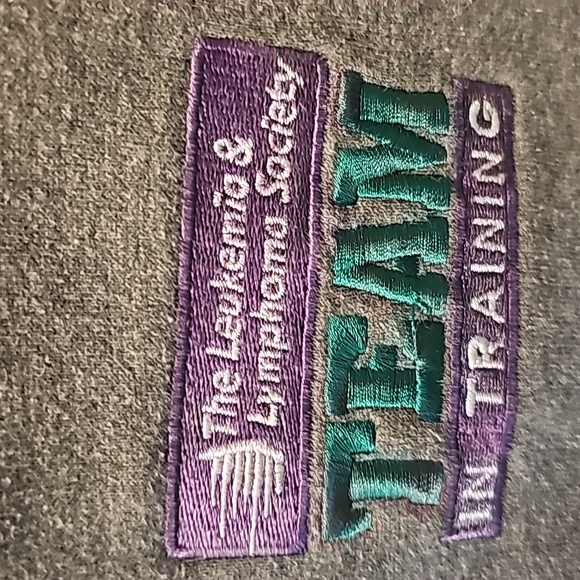 The Leukemia &
Lymphoma Society
TEAM
IN TRAINING